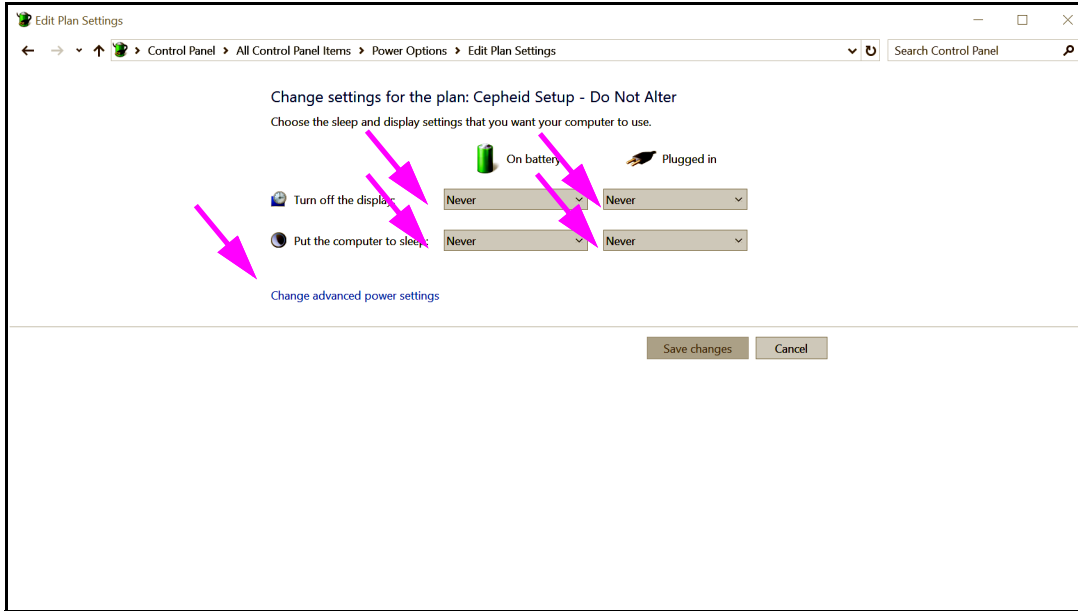 Edit Plan Settings
Control Panel > All Control Panel Items > Power Options > Edit Plan Settings
Search Control Panel
Change settings for the plan: Cepheid Setup - Do Not Alter
Choose the sleep and display settings that you want your computer to use.
On battery
Plugged in
Turn off the display: Never Never
Put the computer to sleep: Never Never
Change advanced power settings
Save changes Cancel